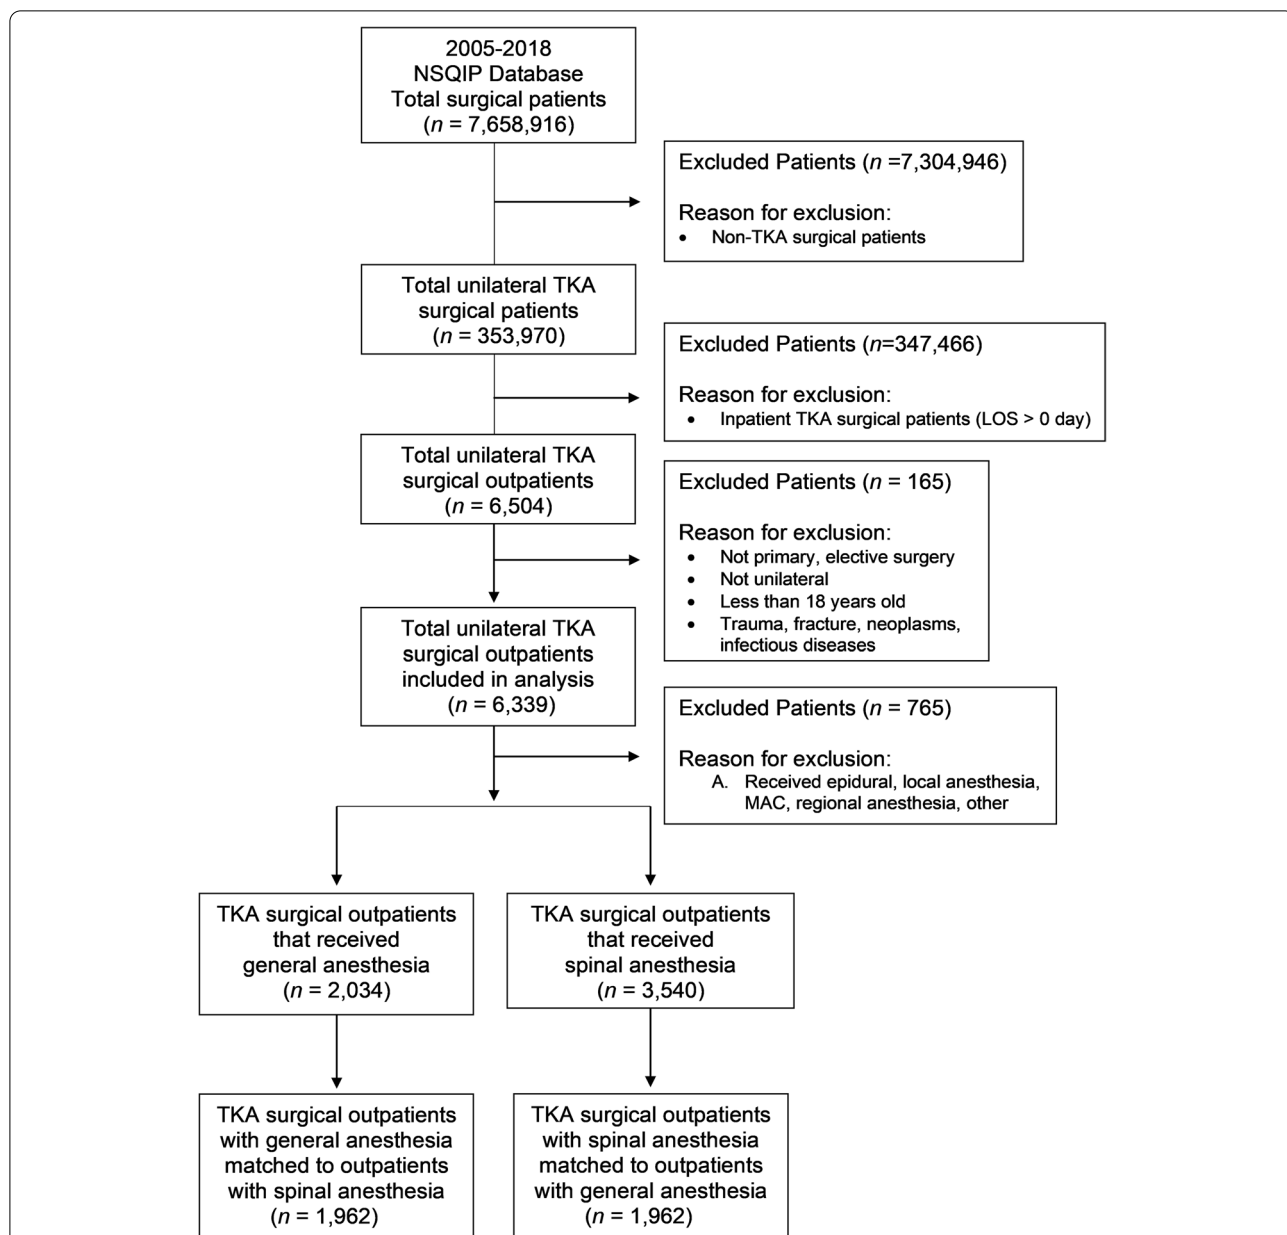 2005-2018
NSQIP Database
Total surgical patients
(n = 7,658,916)
Excluded Patients (n =7,304,946)
Reason for exclusion:
• Non-TKA surgical patients
Total unilateral TKA
surgical patients
(n = 353,970)
Excluded Patients (n=347,466)
Reason for exclusion:
• Inpatient TKA surgical patients (LOS > 0 day)
Total unilateral TKA
surgical outpatients
(n = 6,504)
Excluded Patients (n = 165)
Reason for exclusion:
• Not primary, elective surgery
• Not unilateral
• Less than 18 years old
• Trauma, fracture, neoplasms,
infectious diseases
Total unilateral TKA
surgical outpatients
included in analysis
(n = 6,339)
Excluded Patients (n = 765)
Reason for exclusion:
A. Received epidural, local anesthesia,
MAC, regional anesthesia, other
TKA surgical outpatients
that received
general anesthesia
(n = 2,034)
TKA surgical outpatients
that received
spinal anesthesia
(n = 3,540)
TKA surgical outpatients
with general anesthesia
matched to outpatients
with spinal anesthesia
(n = 1,962)
TKA surgical outpatients
with spinal anesthesia
matched to outpatients
with general anesthesia
(n = 1,962)